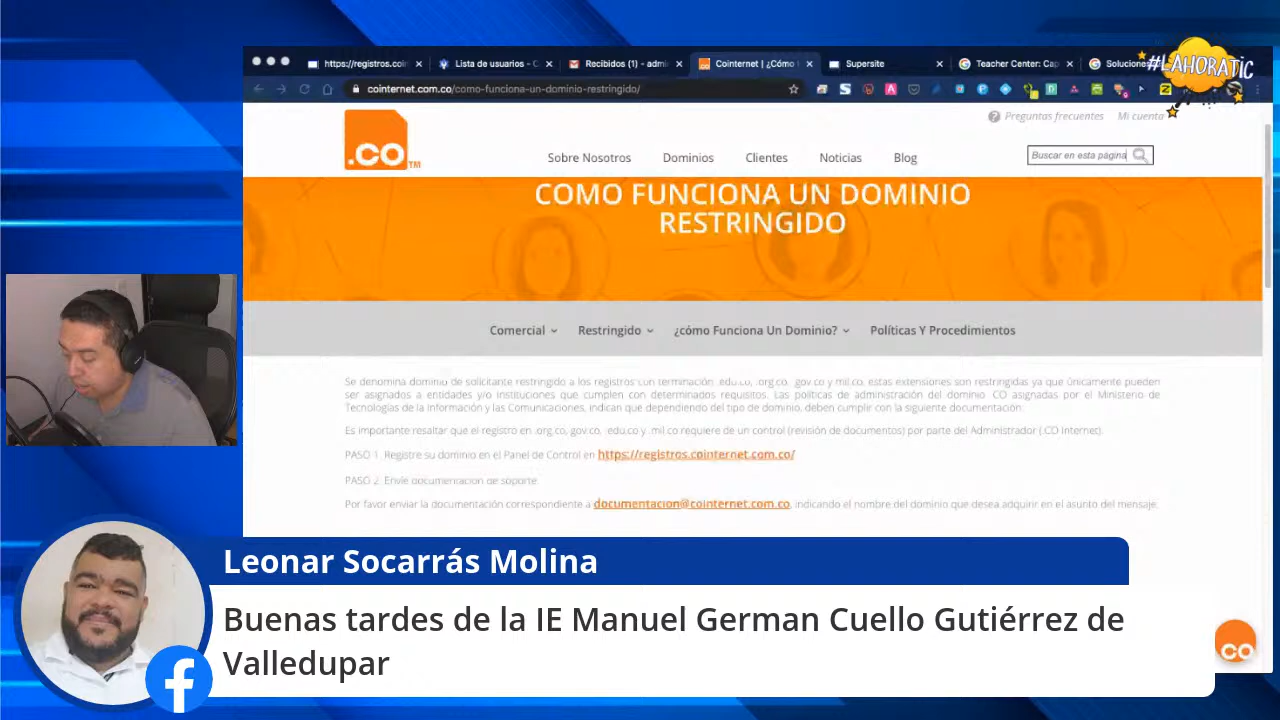 https://registros.coin
Lista de usuarios - C
Recibidos (1) - admi
Cointernet | ¿Cómo
Supersite
Teacher Center: Cap
Soluciones
#LAHORATIC
cointernet.com.co/como-funciona-un-dominio-restringido/
Preguntas frecuentes Mi cuenta
.CO TM
Sobre Nosotros Dominios Clientes Noticias Blog
Buscar en esta página
COMO FUNCIONA UN DOMINIO
RESTRINGIDO
Comercial Restringido ¿cómo Funciona Un Dominio? Políticas Y Procedimientos
Se denomina dominio de solicitante restringido a los registros con terminación .edu.co, .org.co, .gov.co y mil.co, estas extensiones son restringidas ya que únicamente pueden
ser asignados a entidades y/o instituciones que cumplen con determinados requisitos. Las políticas de administración del dominio .CO asignadas por el Ministerio de
Tecnologías de la Información y las Comunicaciones, indican que dependiendo del tipo de dominio, deben cumplir con la siguiente documentación.
Es importante resaltar que el registro en .org.co, gov.co, .edu.co y .mil.co requiere de un control (revisión de documentos) por parte del Administrador (.CO Internet).
PASO 1. Registre su dominio en el Panel de Control en https://registros.cointernet.com.co/
PASO 2. Envíe documentación de soporte.
Por favor enviar la documentación correspondiente a documentacion@cointernet.com.co, indicando el nombre del dominio que desea adquirir en el asunto del mensaje.
Leonar Socarrás Molina
Buenas tardes de la IE Manuel German Cuello Gutiérrez de
Valledupar
CO